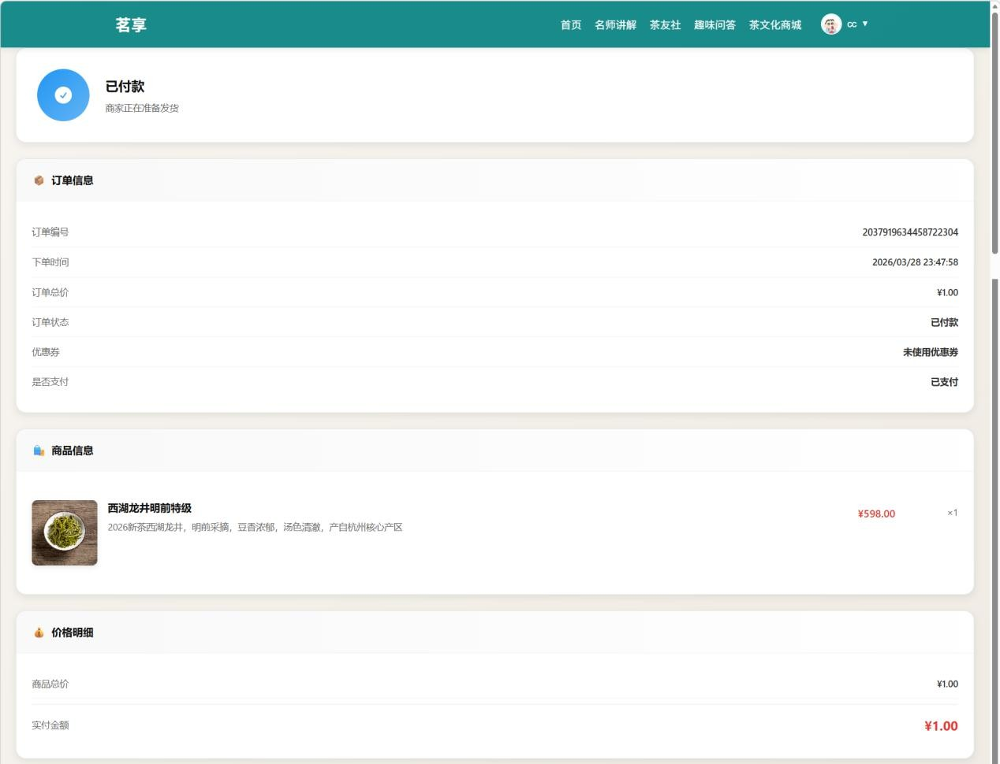 茗享
首页 名师讲解 茶友社 趣味问答 茶文化商城 cc ▼
已付款
商家正在准备发货
订单信息
订单编号 2037919634458722304
下单时间 2026/03/28 23:47:58
订单总价 ¥1.00
订单状态 已付款
优惠券 未使用优惠券
是否支付 已支付
商品信息
西湖龙井明前特级 ¥598.00 ×1
2026新茶西湖龙井，明前采摘，豆香浓郁，汤色清澈，产自杭州核心产区
价格明细
商品总价 ¥1.00
实付金额 ¥1.00